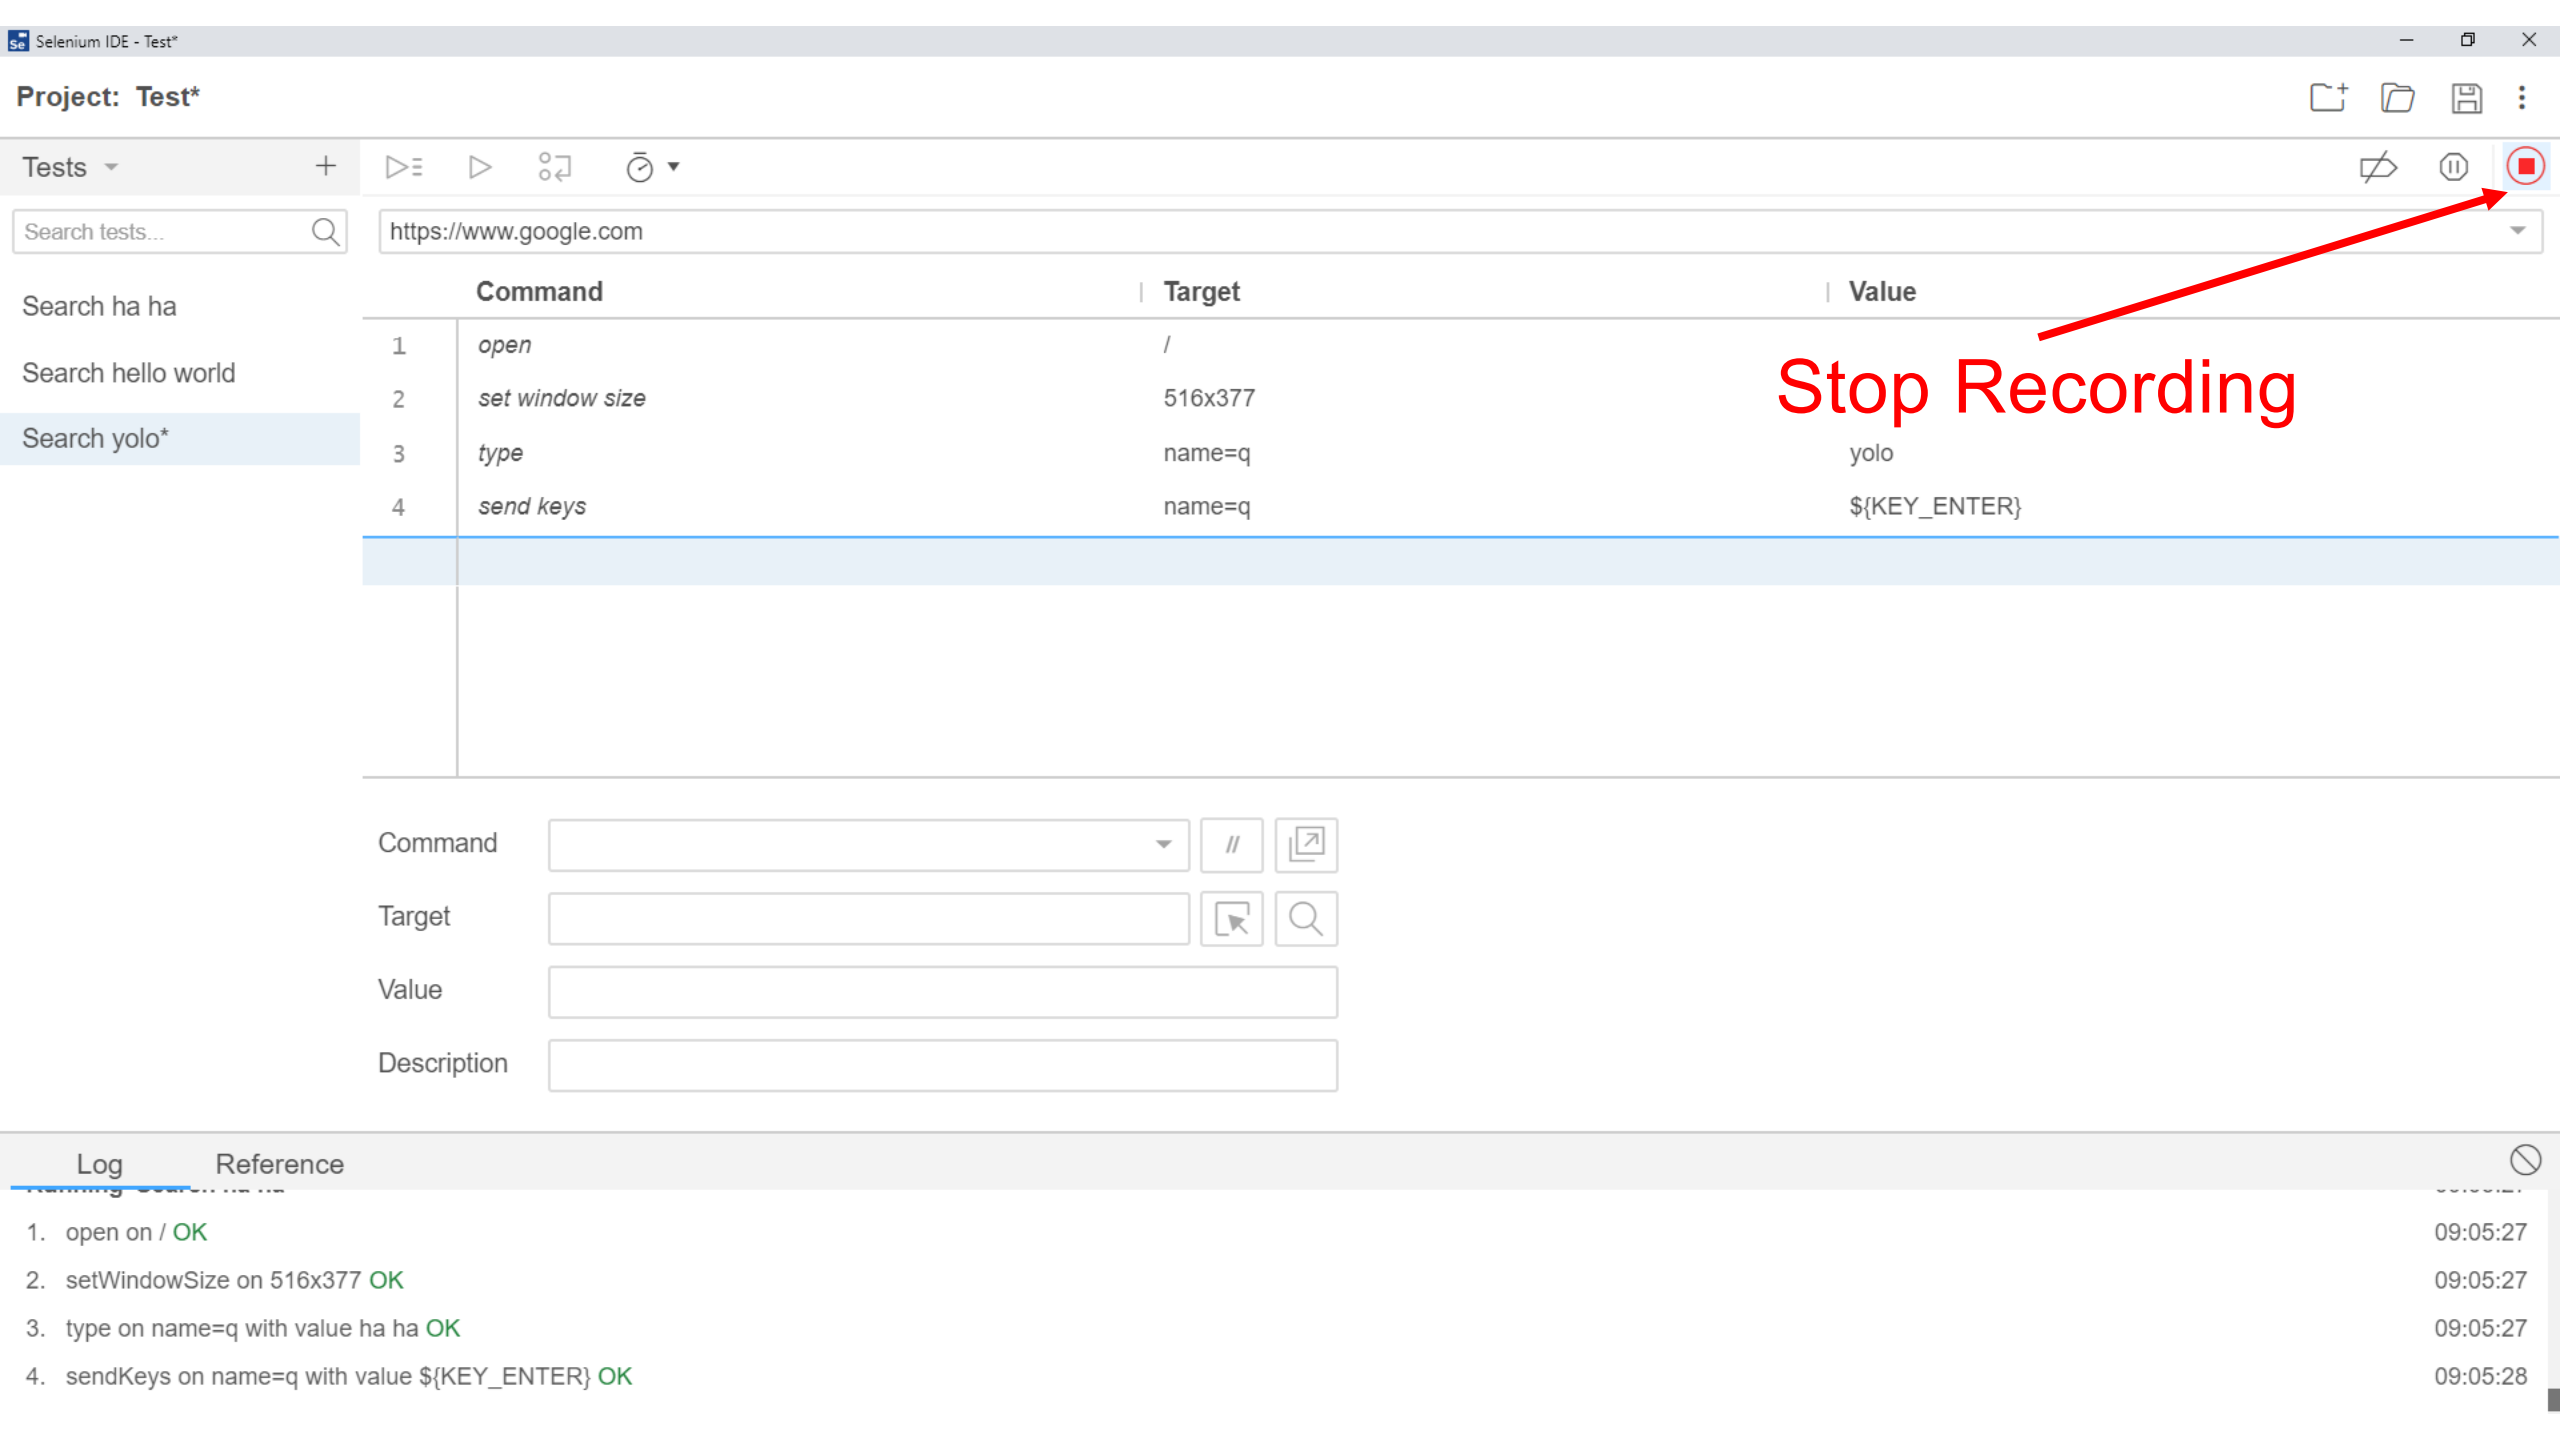 Se Selenium IDE - Test*
Project: Test*
Tests
Search tests...
https://www.google.com
Command Target Value
Search ha ha
Search hello world
Search yolo*
1 open /
2 set window size 516x377
3 type name=q yolo
4 send keys name=q ${KEY_ENTER}
Stop Recording
Command //
Target
Value
Description
Log Reference
1. open on / OK 09:05:27
2. setWindowSize on 516x377 OK 09:05:27
3. type on name=q with value ha ha OK 09:05:27
4. sendKeys on name=q with value ${KEY_ENTER} OK 09:05:28